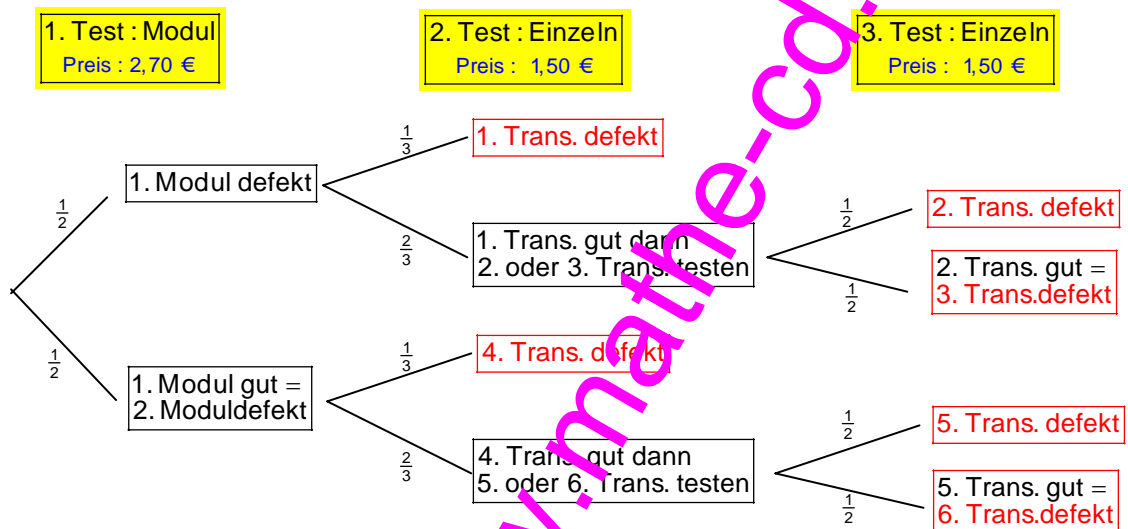 1. Test : Modul
Preis : 2,70 €
2. Test : Einzeln
Preis : 1,50 €
3. Test : Einzeln
Preis : 1,50 €
1/3
1. Trans. defekt
1. Modul defekt
1/2
2/3
1. Trans. gut dann
2. oder 3. Trans. testen
1/2
2. Trans. defekt
1/2
2. Trans. gut =
3. Trans.defekt
1/2
1. Modul gut =
2. Moduldefekt
1/3
4. Trans. defekt
2/3
4. Trans. gut dann
5. oder 6. Trans. testen
1/2
5. Trans. defekt
1/2
5. Trans. gut =
6. Trans.defekt
w.mathe-cd.